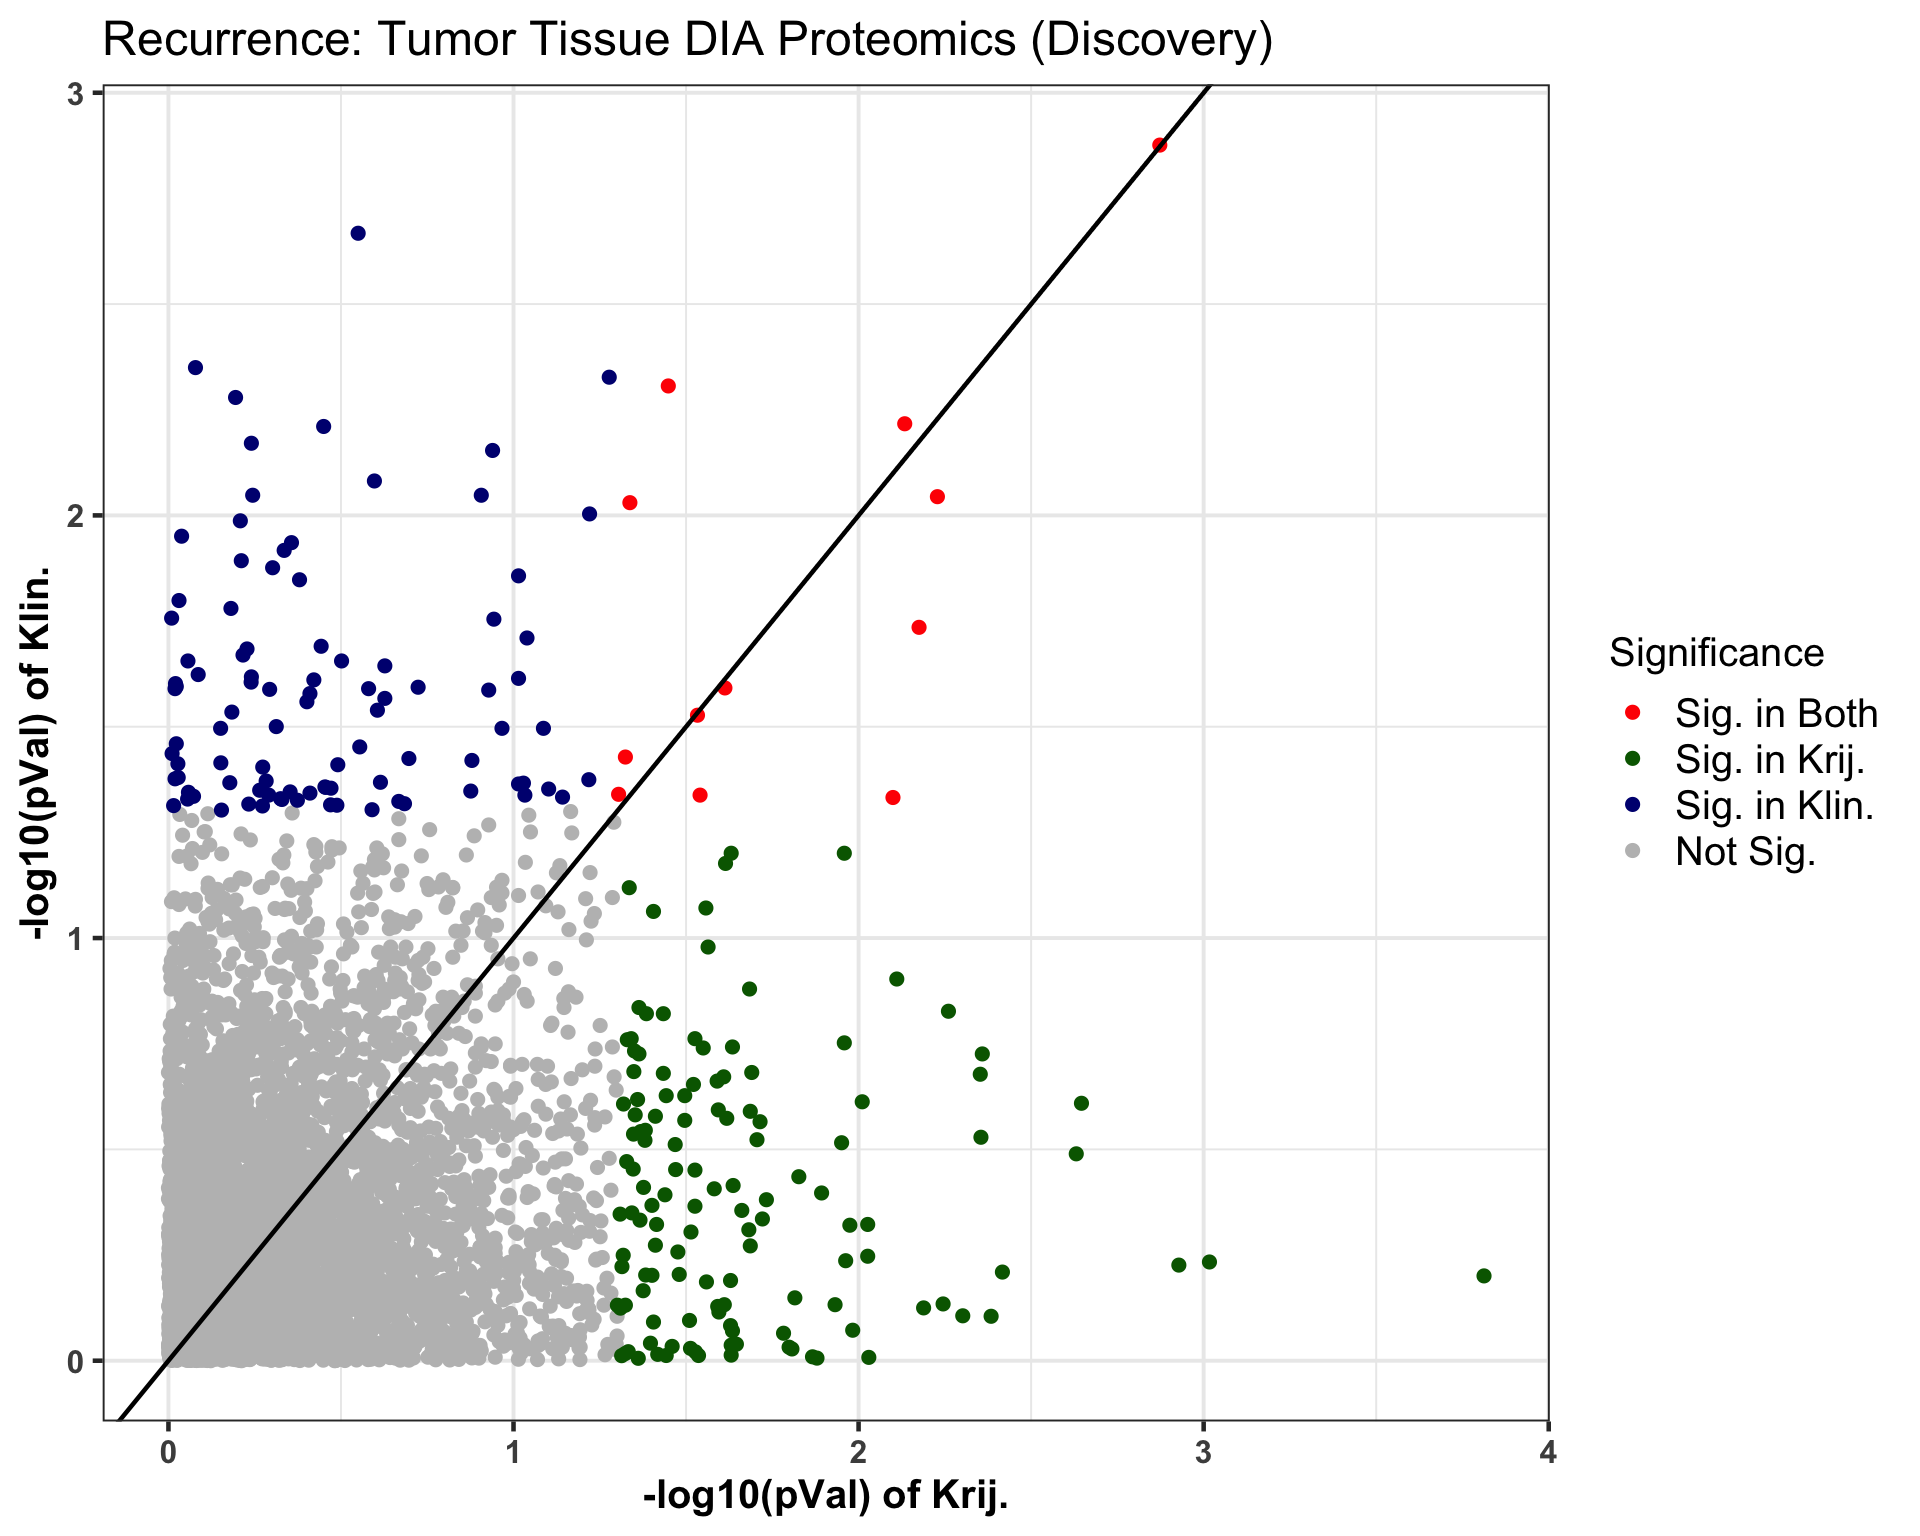 Recurrence: Tumor Tissue DIA Proteomics (Discovery)
3
2
1
0
-log10(pVal) of Klin.
0 1 2 3 4
-log10(pVal) of Krij.
Significance
Sig. in Both
Sig. in Krij.
Sig. in Klin.
Not Sig.